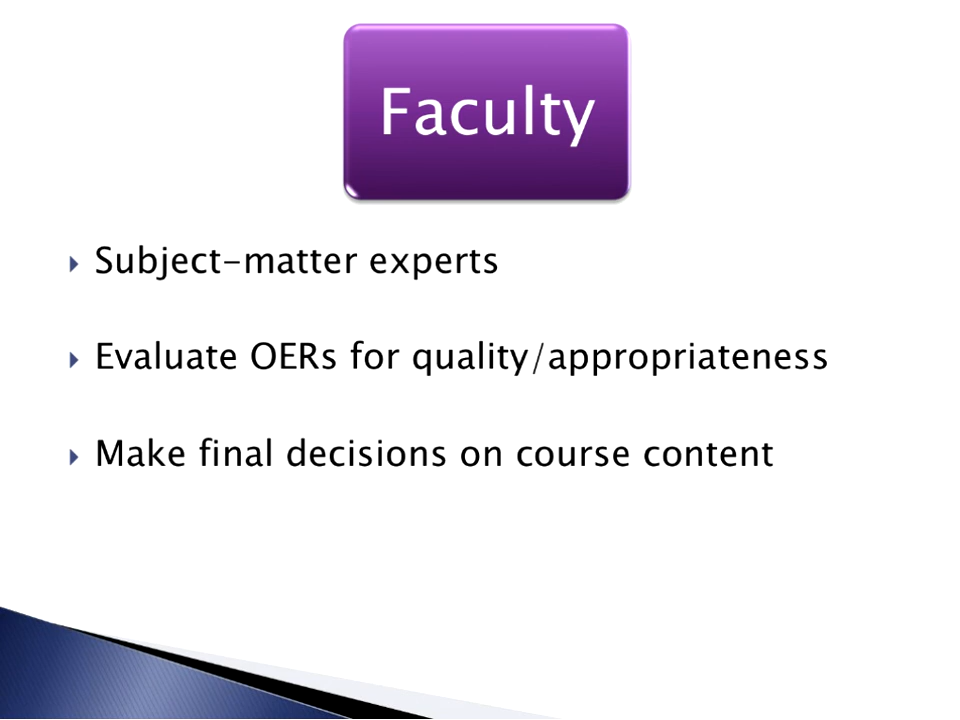 Faculty
Subject-matter experts
Evaluate OERs for quality/appropriateness
Make final decisions on course content